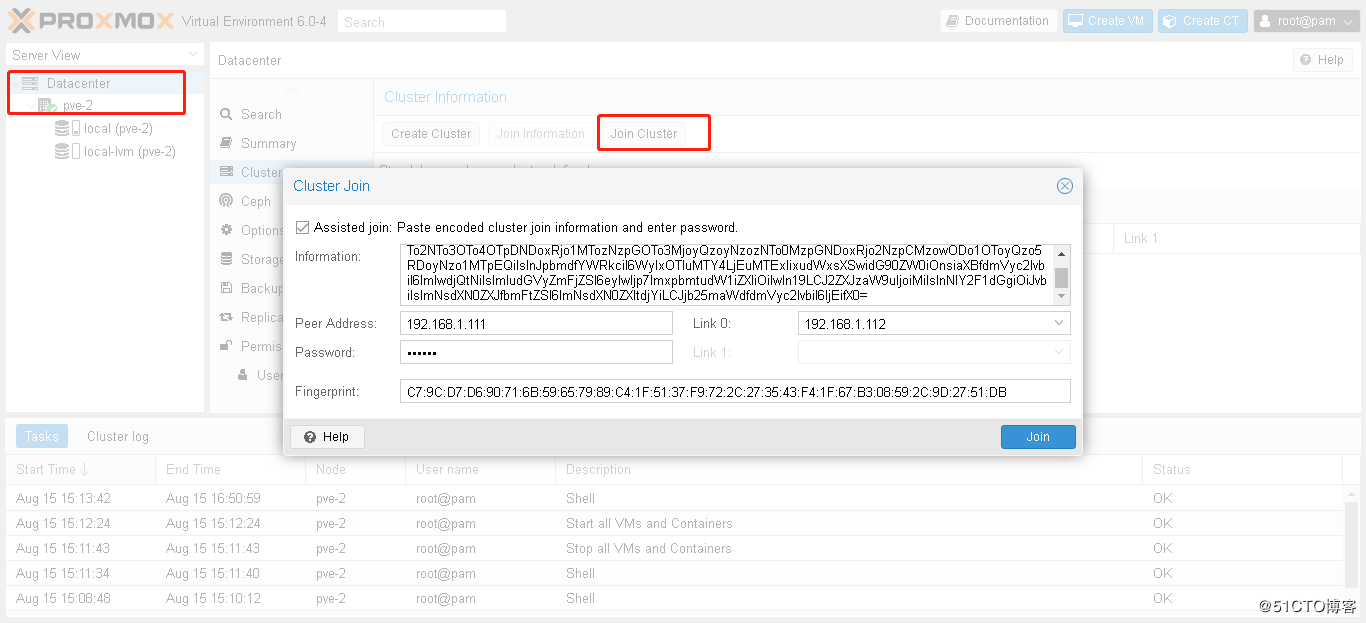 PROXMOX Virtual Environment 6.0-4 Search Documentation Create VM Create CT root@pam
Server View
Datacenter
pve-2
local (pve-2)
local-lvm (pve-2)
Datacenter Help
Search
Summary
Cluster
Ceph
Options
Storage
Backup
Replica
Permis
User
Cluster Information
Create Cluster Join Information Join Cluster
Link 1
Cluster Join
Assisted join: Paste encoded cluster join information and enter password.
Information:
Peer Address: 192.168.1.111 Link 0: 192.168.1.112
Password: •••••• Link 1:
Fingerprint: C7:9C:D7:D6:90:71:6B:59:65:79:89:C4:1F:51:37:F9:72:2C:27:35:43:F4:1F:67:B3:08:59:2C:9D:27:51:DB
Help Join
Tasks Cluster log
Start Time End Time Node User name Description Status
Aug 15 15:13:42 Aug 15 16:50:59 pve-2 root@pam Shell OK
Aug 15 15:12:24 Aug 15 15:12:24 pve-2 root@pam Start all VMs and Containers OK
Aug 15 15:11:43 Aug 15 15:11:43 pve-2 root@pam Stop all VMs and Containers OK
Aug 15 15:11:34 Aug 15 15:11:40 pve-2 root@pam Shell OK
Aug 15 15:08:48 Aug 15 15:10:12 pve-2 root@pam Shell OK
@51CTO博客